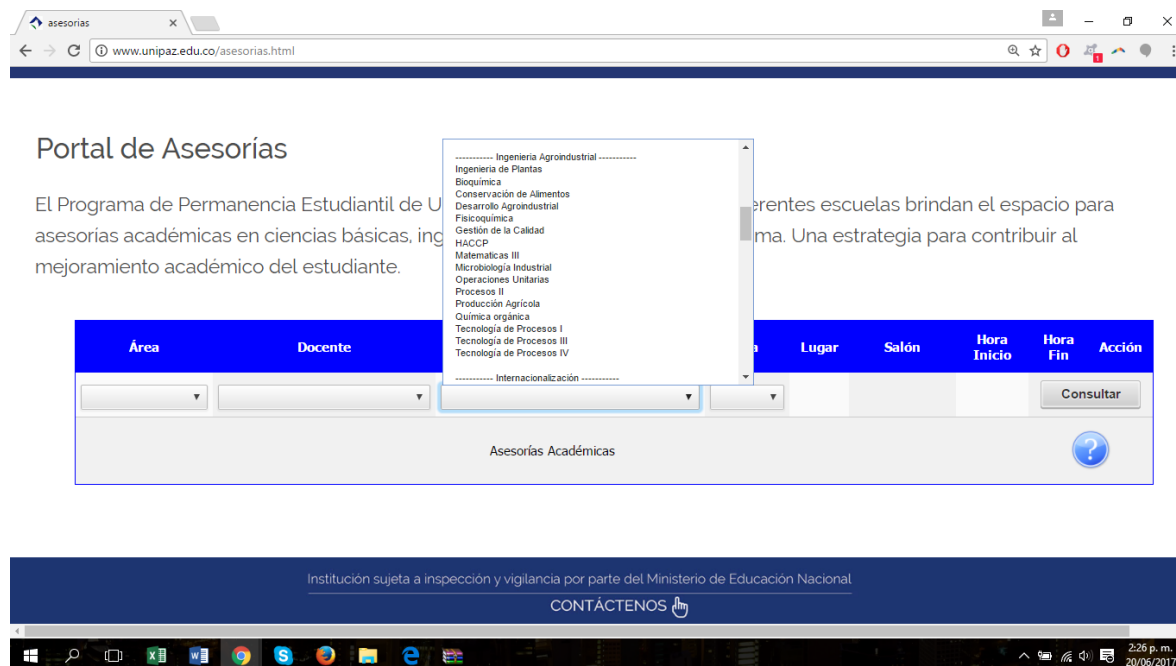 asesorias
www.unipaz.edu.co/asesorias.html
Portal de Asesorías
El Programa de Permanencia Estudiantil de U
erentes escuelas brindan el espacio para
asesorias académicas en ciencias básicas, ing
ma. Una estrategia para contribuir al
mejoramiento académico del estudiante.
----------- Ingenieria Agroindustrial -----------
Ingenieria de Plantas
Bioquímica
Conservación de Alimentos
Desarrollo Agroindustrial
Fisicoquímica
Gestión de la Calidad
HACCP
Matematicas III
Microbiología Industrial
Operaciones Unitarias
Procesos II
Producción Agrícola
Química orgánica
Tecnología de Procesos I
Tecnología de Procesos III
Tecnología de Procesos IV
----------- Internacionalización -----------
Área Docente a Lugar Salón Hora Inicio Hora Fin Acción
Consultar
Asesorías Académicas
?
Institución sujeta a inspección y vigilancia por parte del Ministerio de Educación Nacional
CONTÁCTENOS
2:26 p. m.
20/06/201